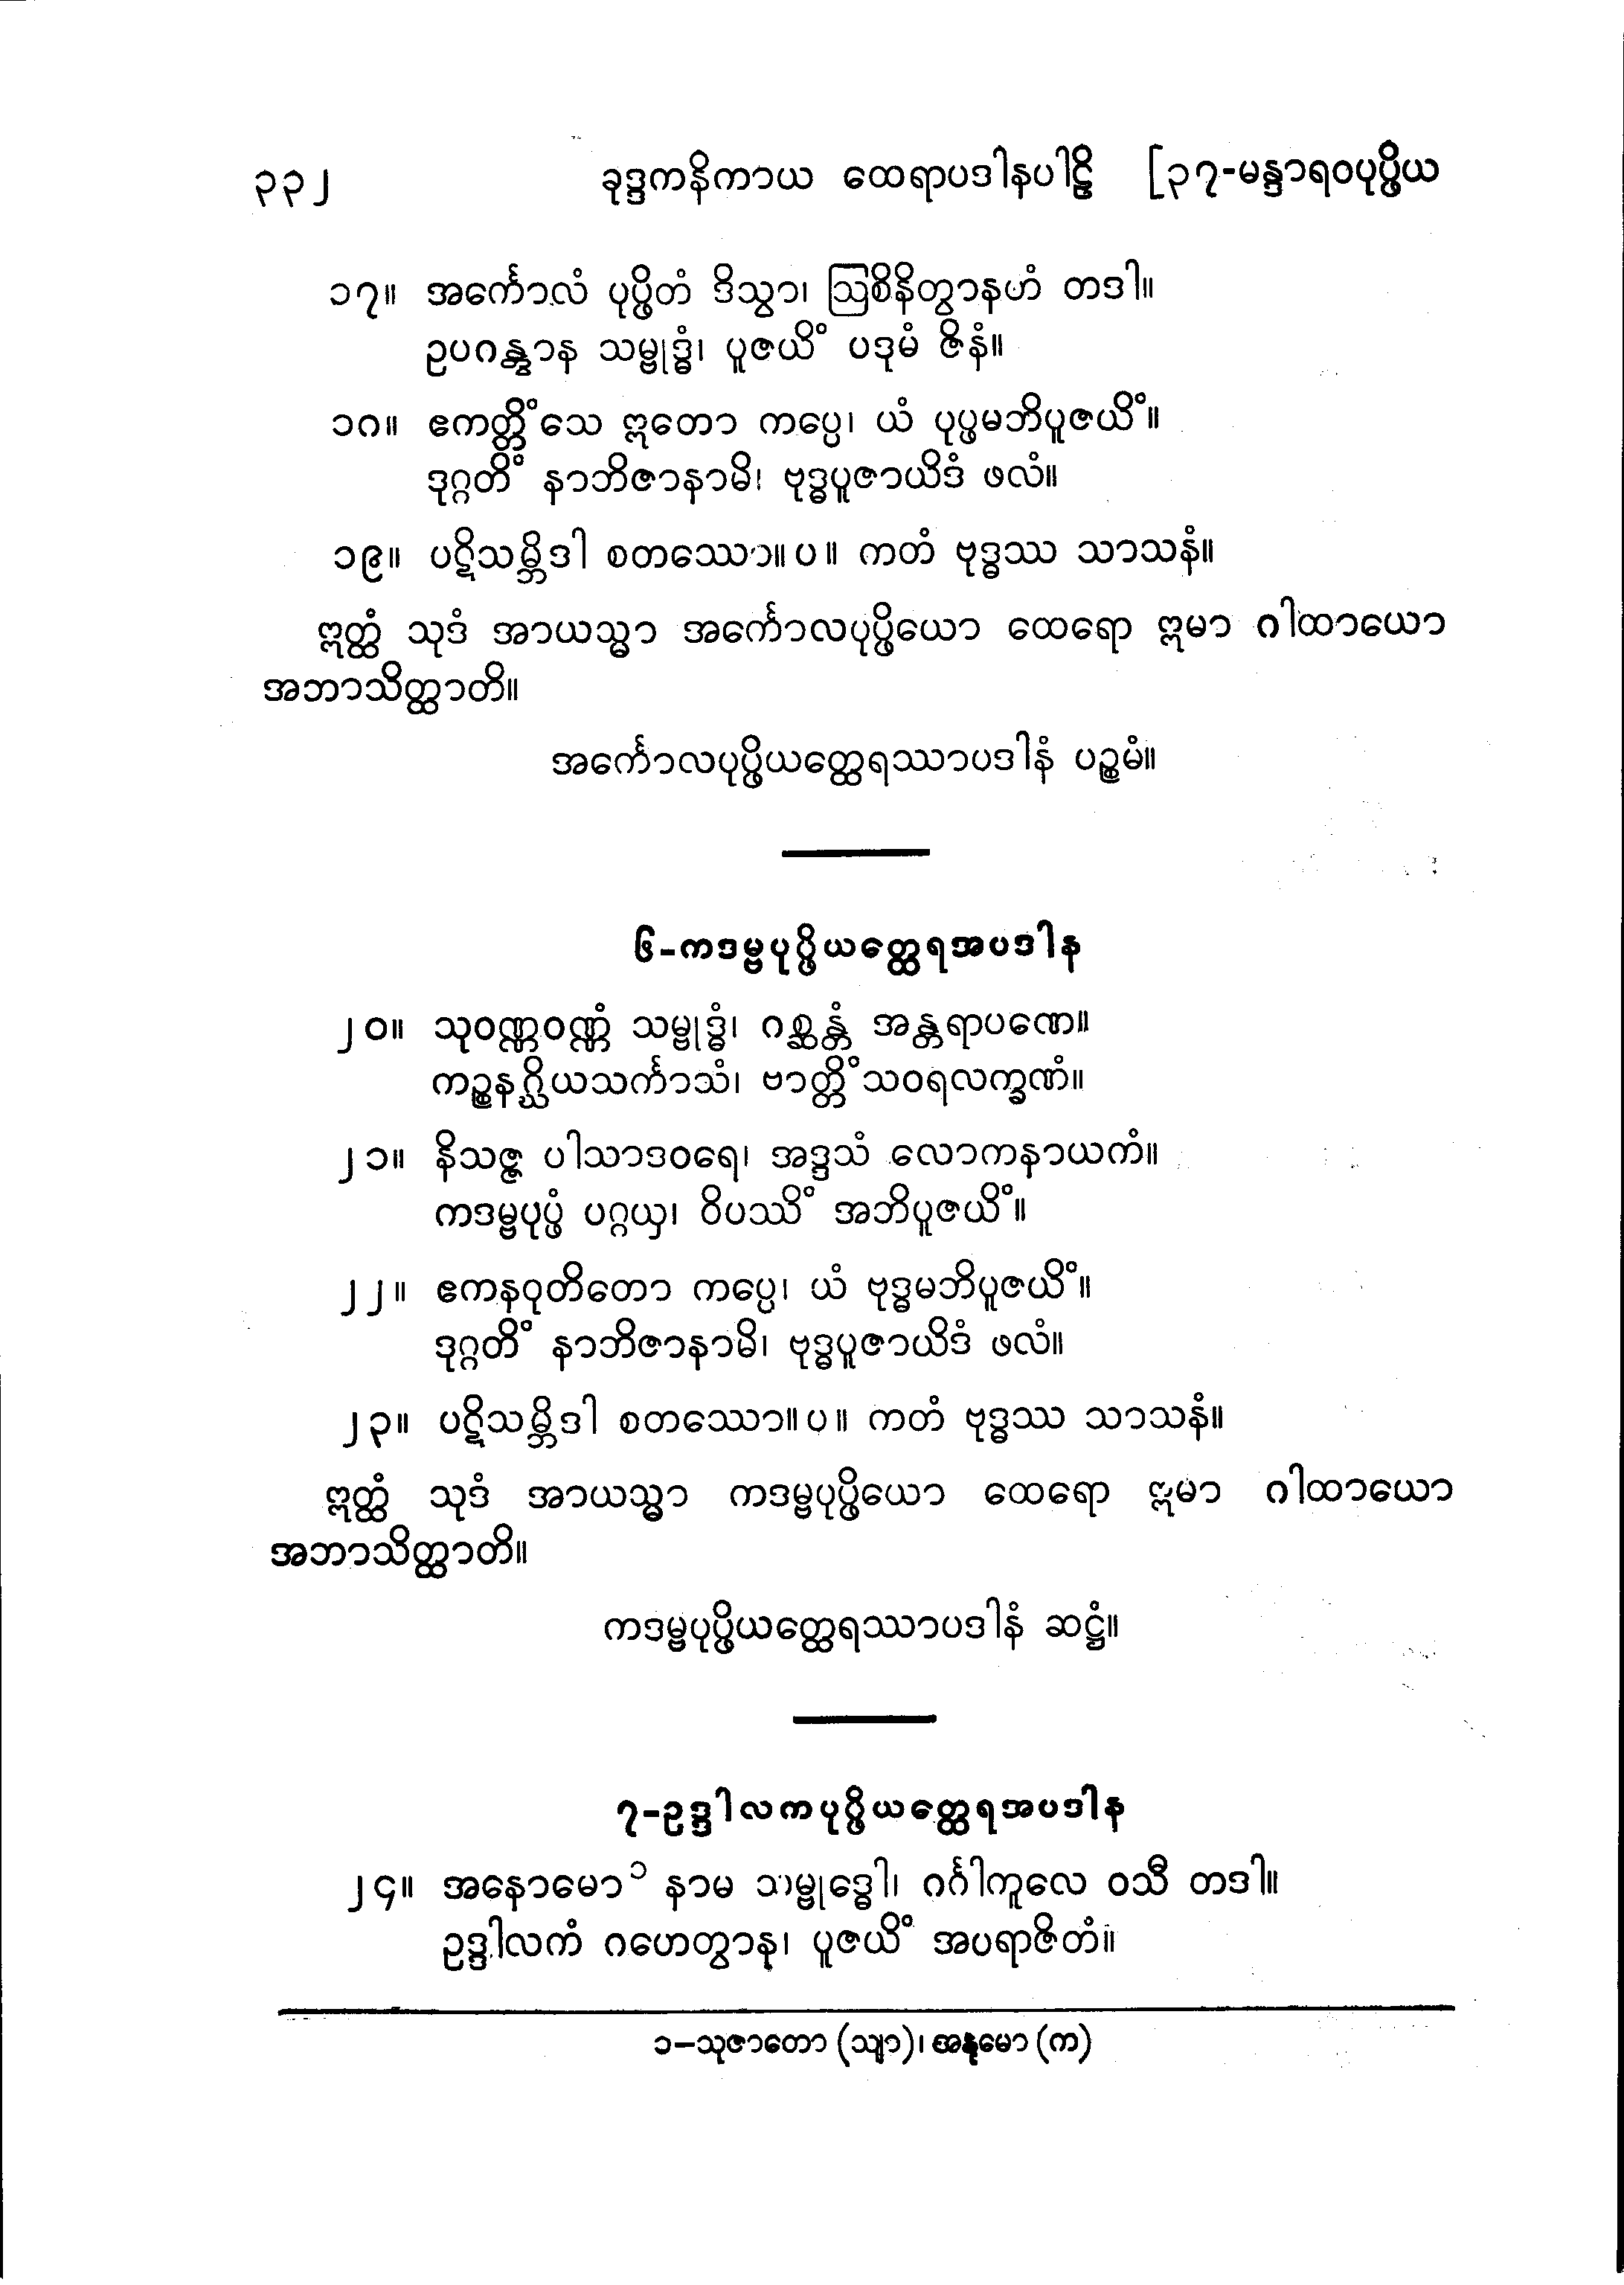 ၃၃၂ ခုဒ္ဒကနိကာယ ထေရာပဒါနပါဠိ [၃၇-မန္ဒာရဝပုပ္ဖိယ
၁၇။ အင်္ကောလံ ပုပ္ဖိတံ ဒိသွာ၊ ဩစိနိတွာနဟံ တဒါ။
ဥပဂန္တွာန သမ္ဗုဒ္ဓံ၊ ပူဇယိံ ပဒုမံ ဇိနံ။
၁၈။ ဧကတ္တိံသေ ဣတော ကပ္ပေ၊ ယံ ပုပ္ဖမဘိပူဇယိံ။
ဒုဂ္ဂတိံ နာဘိဇာနာမိ၊ ဗုဒ္ဓပူဇာယိဒံ ဖလံ။
၁၉။ ပဋိသမ္ဘိဒါ စတဿော။ပ။ ကတံ ဗုဒ္ဓဿ သာသနံ။
ဣတ္ထံ သုဒံ အာယသ္မာ အင်္ကောလပုပ္ဖိယော ထေရော ဣမာ ဂါထာယော
အဘာသိတ္ထာတိ။
အင်္ကောလပုပ္ဖိယတ္ထေရဿာပဒါနံ ပဉ္စမံ။
၆-ကဒမ္ဗပုပ္ဖိယတ္ထေရအပဒါန
၂၀။ သုဝဏ္ဏဝဏ္ဏံ သမ္ဗုဒ္ဓံ၊ ဂစ္ဆန္တံ အန္တရာပဏေ။
ကဉ္စနဂ္ဃိယသင်္ကာသံ၊ ဗာတ္တိံသဝရလက္ခဏံ။
၂၁။ နိသဇ္ဇ ပါသာဒဝရေ၊ အဒ္ဒသံ လောကနာယကံ။
ကဒမ္ဗပုပ္ဖံ ပဂ္ဂယှ၊ ဝိပဿိံ အဘိပူဇယိံ။
၂၂။ ဧကနဝုတိတော ကပ္ပေ၊ ယံ ဗုဒ္ဓမဘိပူဇယိံ။
ဒုဂ္ဂတိံ နာဘိဇာနာမိ၊ ဗုဒ္ဓပူဇာယိဒံ ဖလံ။
၂၃။ ပဋိသမ္ဘိဒါ စတဿော။ပ။ ကတံ ဗုဒ္ဓဿ သာသနံ။
ဣတ္ထံ သုဒံ အာယသ္မာ ကဒမ္ဗပုပ္ဖိယော ထေရော ဣမာ ဂါထာယော
အဘာသိတ္ထာတိ။
ကဒမ္ဗပုပ္ဖိယတ္ထေရဿာပဒါနံ ဆဋ္ဌံ။
၇-ဥဒ္ဒါလကပုပ္ဖိယတ္ထေရအပဒါန
၂၄။ အနောမော၁ နာမ သမ္ဗုဒ္ဓေါ၊ ဂင်္ဂါကူလေ ဝသီ တဒါ။
ဥဒ္ဒါလကံ ဂဟေတွာန၊ ပူဇယိံ အပရာဇိတံ။
၁–သုဇာတော (သျာ)၊ အနုမော (က)